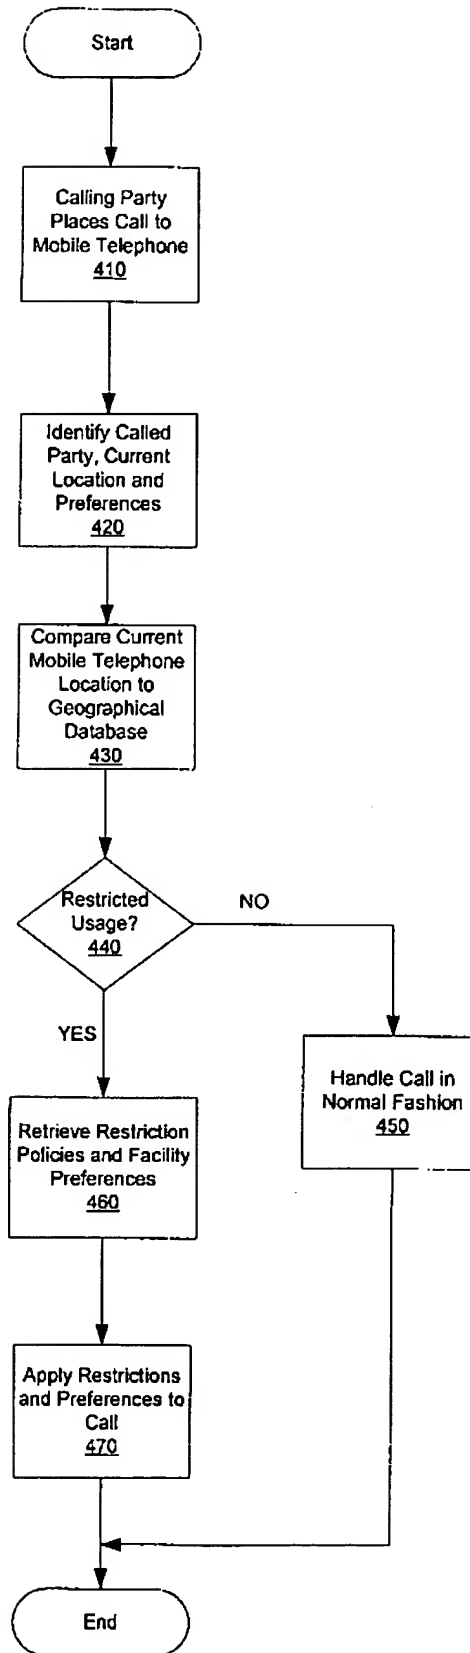 Start
Calling Party
Places Call to
Mobile Telephone
410
Identify Called
Party, Current
Location and
Preferences
420
Compare Current
Mobile Telephone
Location to
Geographical
Database
430
Restricted
Usage?
440
NO
YES
Handle Call in
Normal Fashion
450
Retrieve Restriction
Policies and Facility
Preferences
460
Apply Restrictions
and Preferences to
Call
470
End